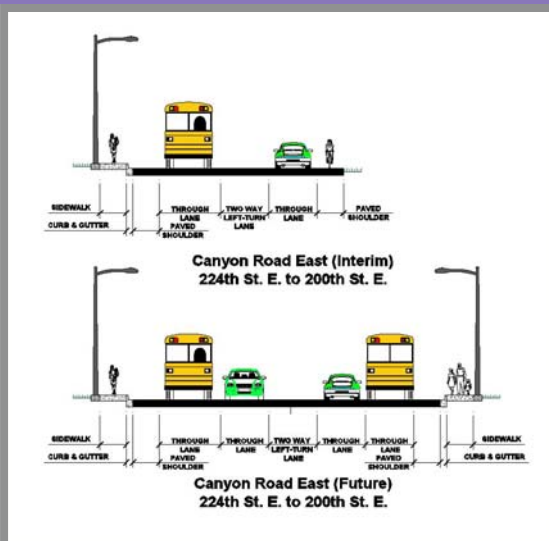 SIDEWALK
CURB & GUTTER
PAVED
SHOULDER
THROUGH
LANE
TWO WAY
LEFT-TURN
LANE
THROUGH
LANE
PAVED
SHOULDER
Canyon Road East (Interim)
224th St. E. to 200th St. E.
SIDEWALK
CURB & GUTTER
THROUGH
LANE
PAVED
SHOULDER
THROUGH
LANE
TWO WAY
LEFT-TURN
LANE
THROUGH
LANE
THROUGH
LANE
PAVED
SHOULDER
SIDEWALK
CURB & GUTTER
Canyon Road East (Future)
224th St. E. to 200th St. E.